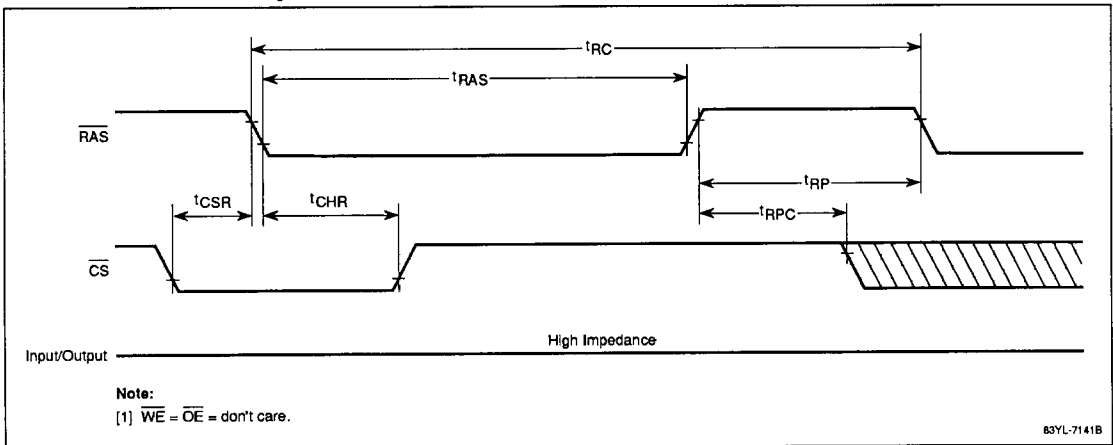 tRC
tRAS
RAS
tRP
tCSR
tCHR
tRPC
CS
High Impedance
Input/Output
Note:
[1] WE = OE = don't care.
83YL-7141B